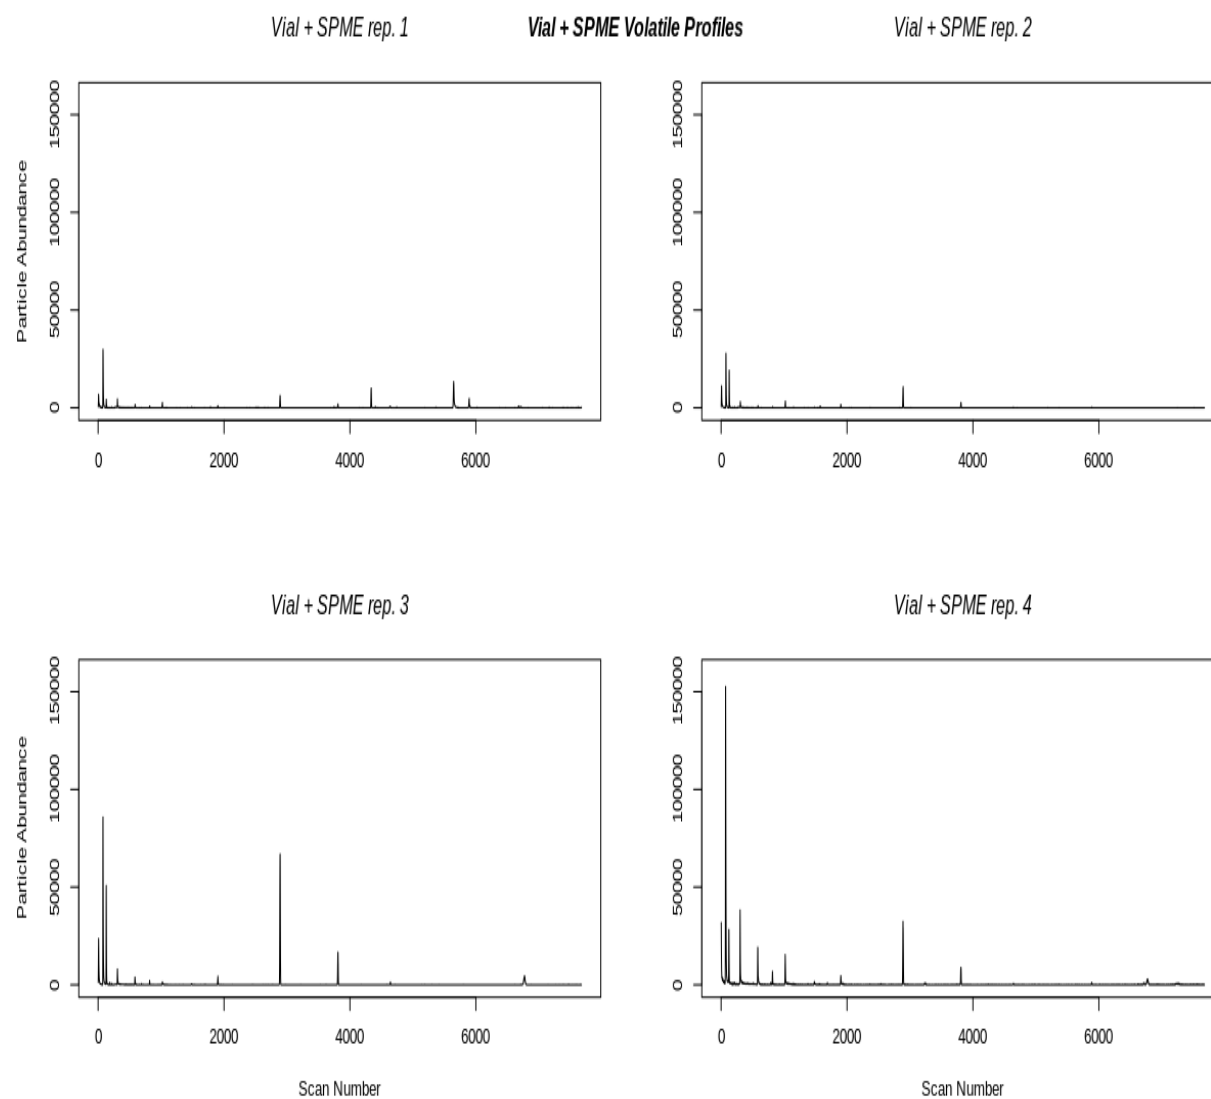 Vial + SPME rep. 1
Vial + SPME Volatile Profiles
Vial + SPME rep. 2
Particle Abundance
0
50000
100000
150000
0 2000 4000 6000
0
50000
100000
150000
0 2000 4000 6000
Vial + SPME rep. 3
Vial + SPME rep. 4
Particle Abundance
0
50000
100000
150000
0 2000 4000 6000
Scan Number
0
50000
100000
150000
0 2000 4000 6000
Scan Number